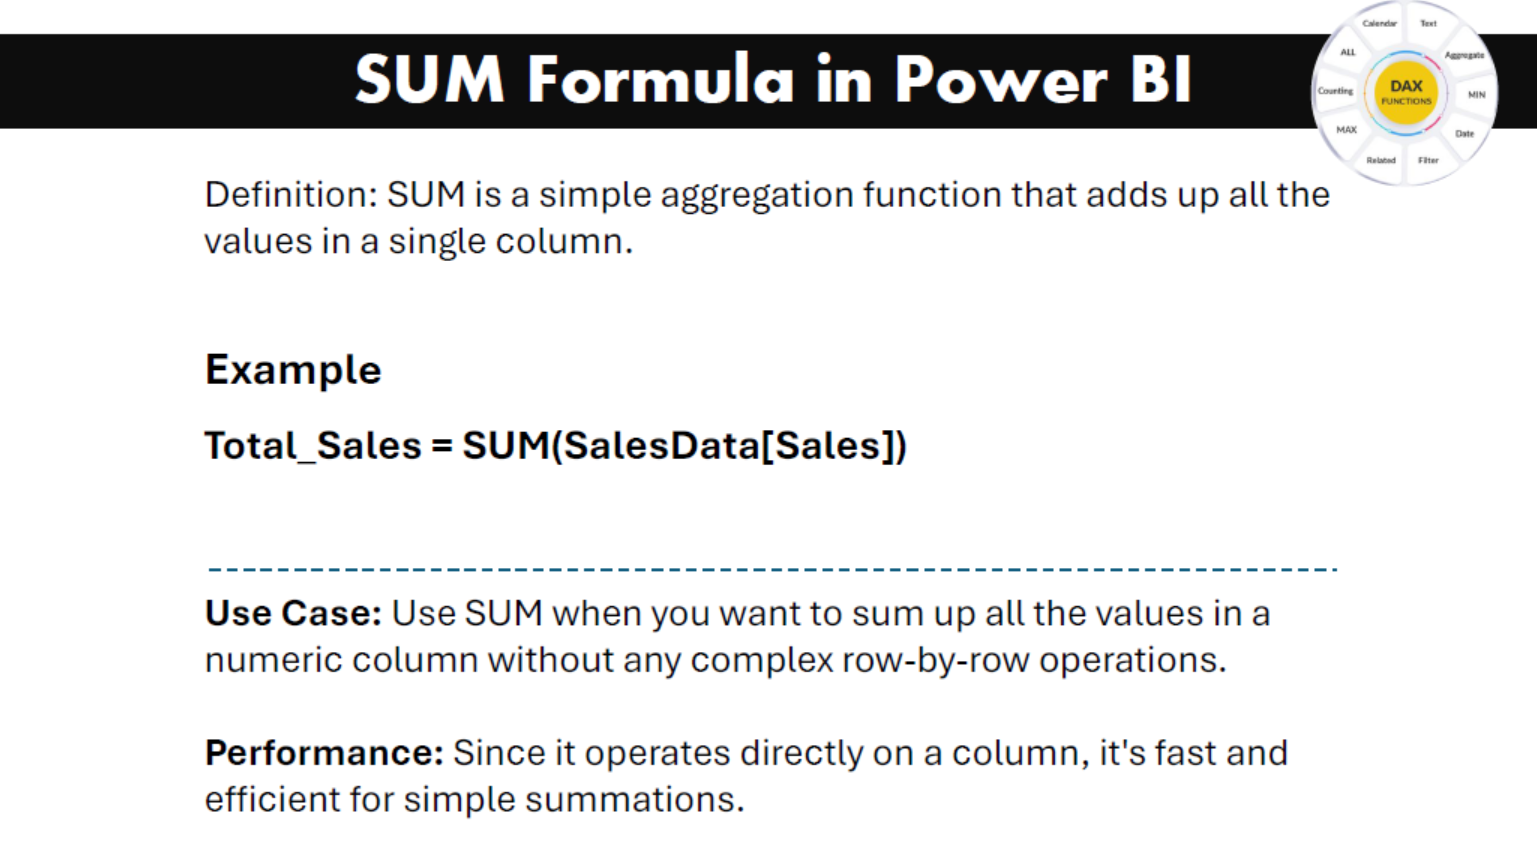 SUM Formula in Power BI
Calendar
Text
ALL
Aggregate
Counting
DAX
FUNCTIONS
MIN
MAX
Date
Related
Filter
Definition: SUM is a simple aggregation function that adds up all the
values in a single column.
Example
Total_Sales = SUM(SalesData[Sales])
Use Case: Use SUM when you want to sum up all the values in a
numeric column without any complex row-by-row operations.
Performance: Since it operates directly on a column, it's fast and
efficient for simple summations.